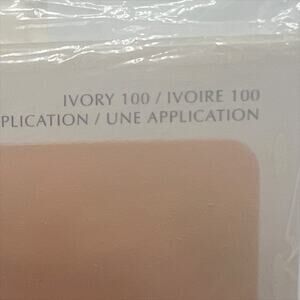 IVORY 100 / IVOIRE 100
PLICATION / UNE APPLICATION